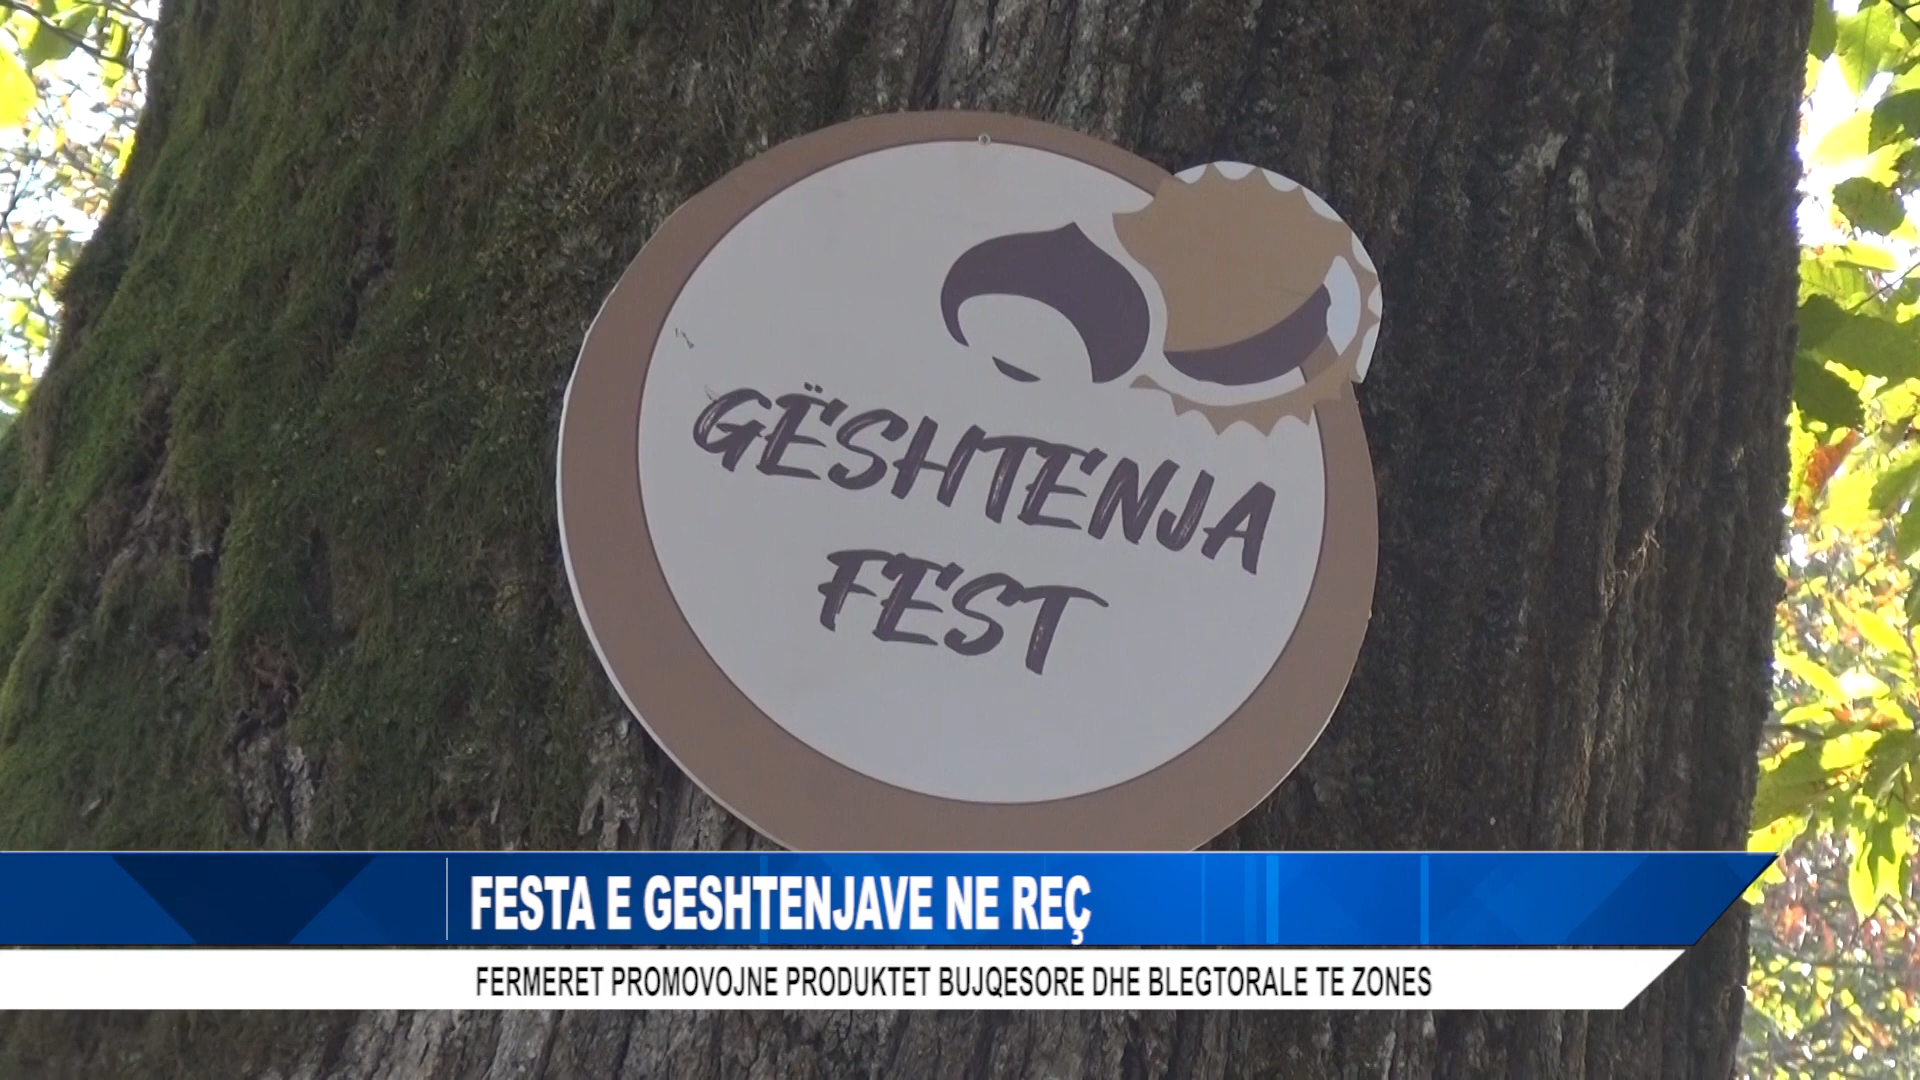 GËSHTENJA
FEST
FESTA E GESHTENJAVE NE REÇ
FERMERET PROMOVOJNE PRODUKTET BUJQESORE DHE BLEGTORALE TE ZONES